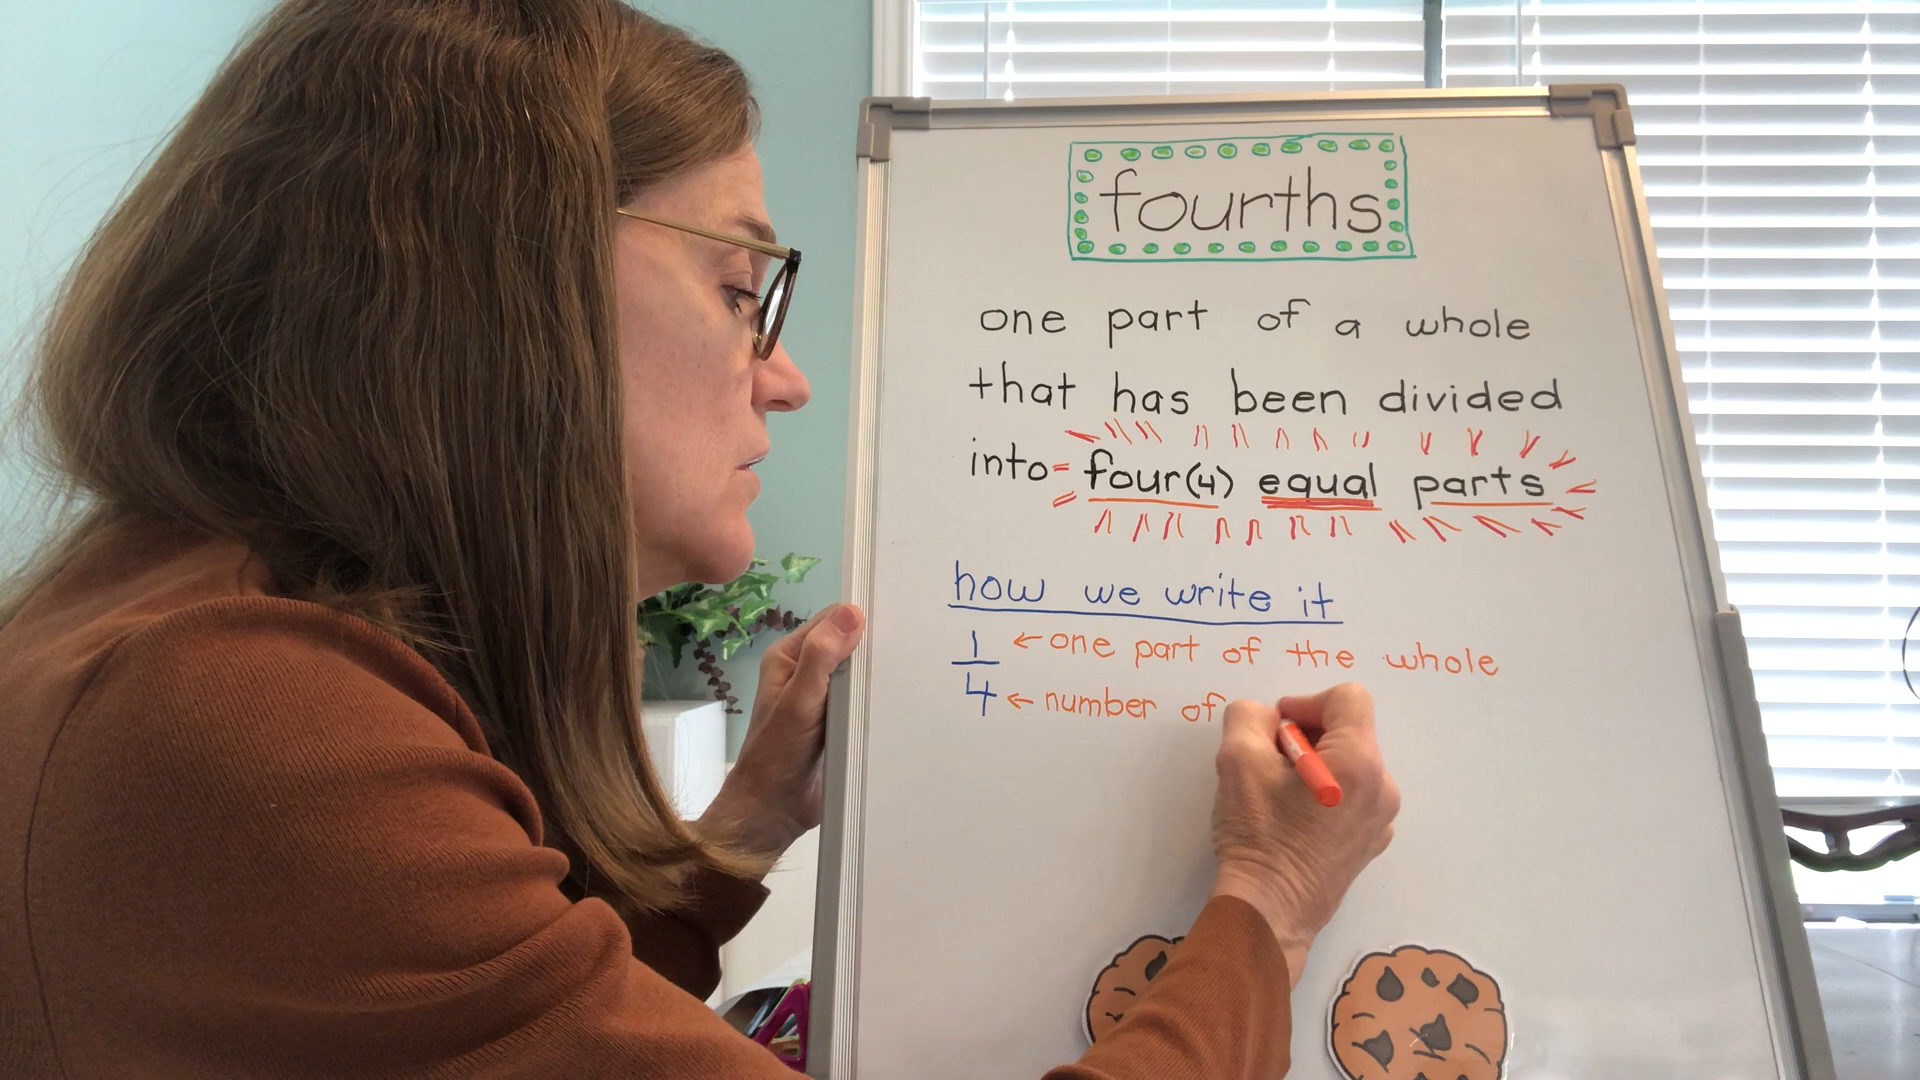 fourths
one part of a whole
that has been divided
into four(4) equal parts
how we write it
1 ← one part of the whole
4 ← number of